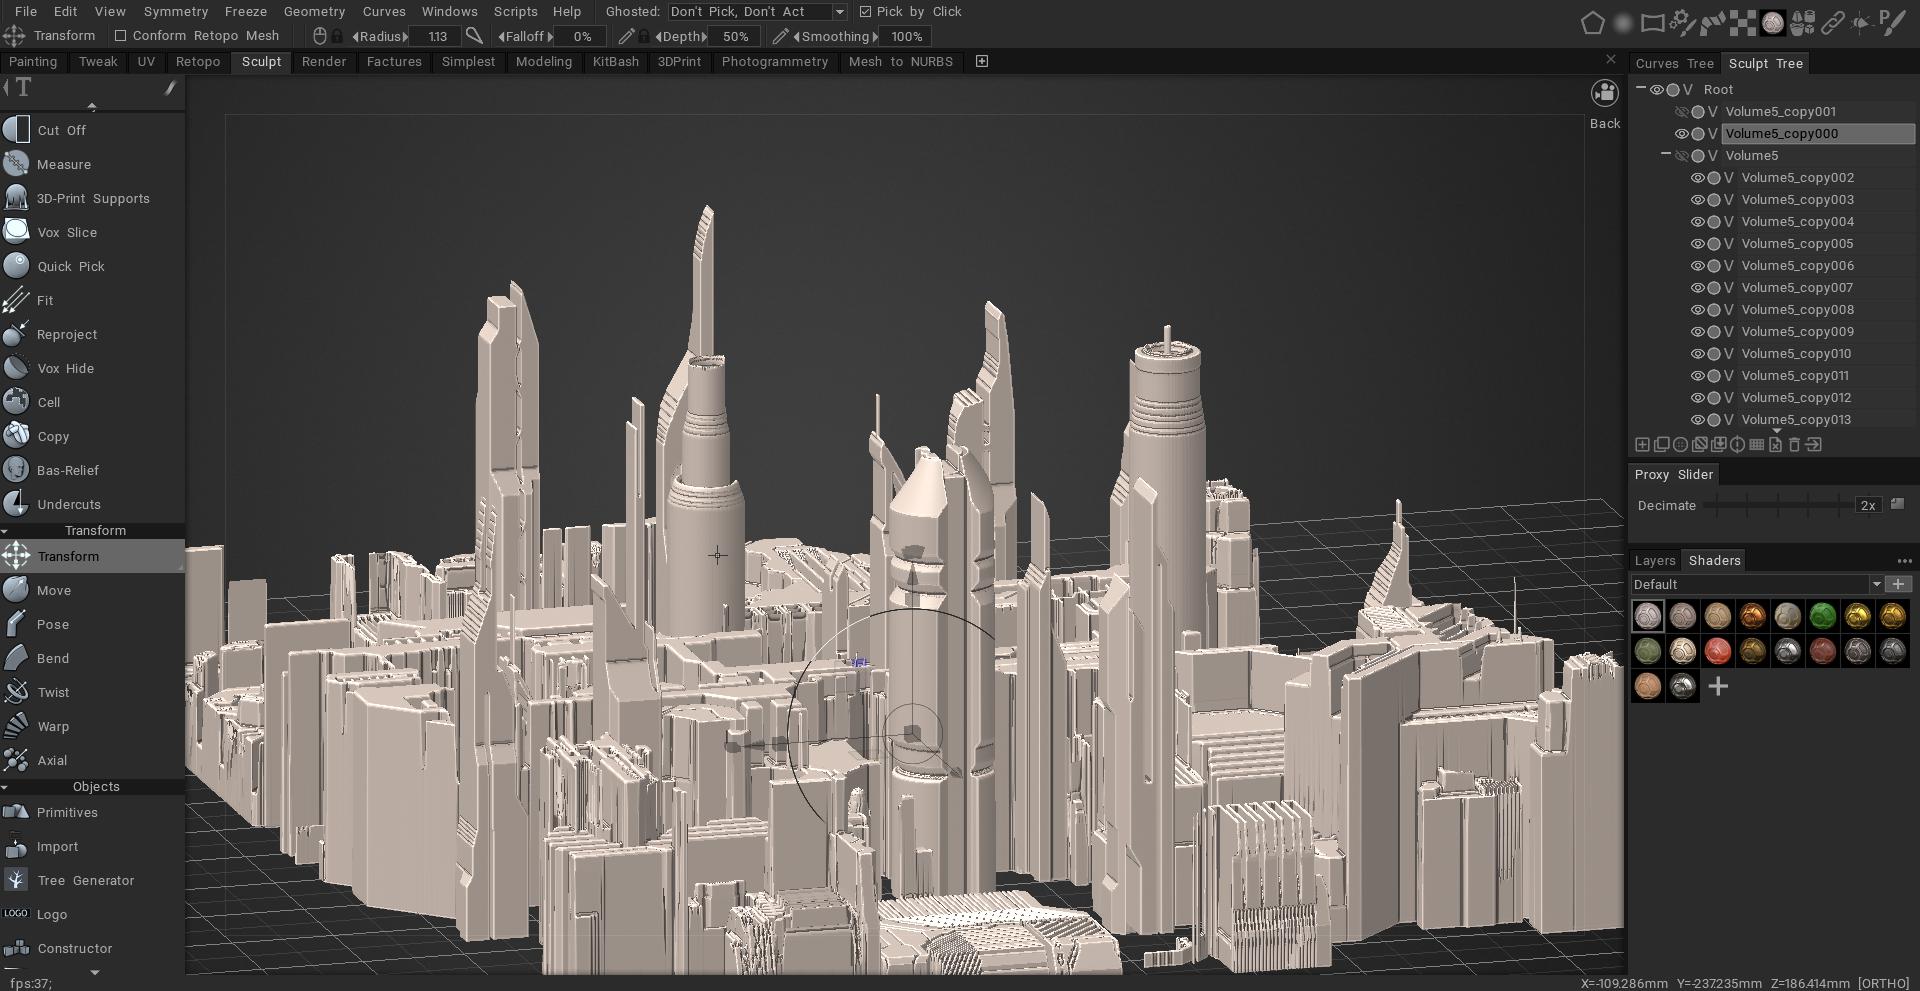 File Edit View Symmetry Freeze Geometry Curves Windows Scripts Help Ghosted: Don't Pick, Don't Act Pick by Click
Transform Conform Retopo Mesh Radius 1.13 Falloff 0% Depth 50% Smoothing 100%
Painting Tweak UV Retopo Sculpt Render Factures Simplest Modeling KitBash 3DPrint Photogrammetry Mesh to NURBS
T
Cut Off
Measure
3D-Print Supports
Vox Slice
Quick Pick
Fit
Reproject
Vox Hide
Cell
Copy
Bas-Relief
Undercuts
Transform
Transform
Move
Pose
Bend
Twist
Warp
Axial
Objects
Primitives
Import
Tree Generator
LOGO Logo
Constructor
fps:37;
Back
Curves Tree Sculpt Tree
V Root
V Volume5_copy001
V Volume5_copy000
V Volume5
V Volume5_copy002
V Volume5_copy003
V Volume5_copy004
V Volume5_copy005
V Volume5_copy006
V Volume5_copy007
V Volume5_copy008
V Volume5_copy009
V Volume5_copy010
V Volume5_copy011
V Volume5_copy012
V Volume5_copy013
Proxy Slider
Decimate 2x
Layers Shaders
Default
X=-109.286mm Y=-237.235mm Z=186.414mm [ORTHO]